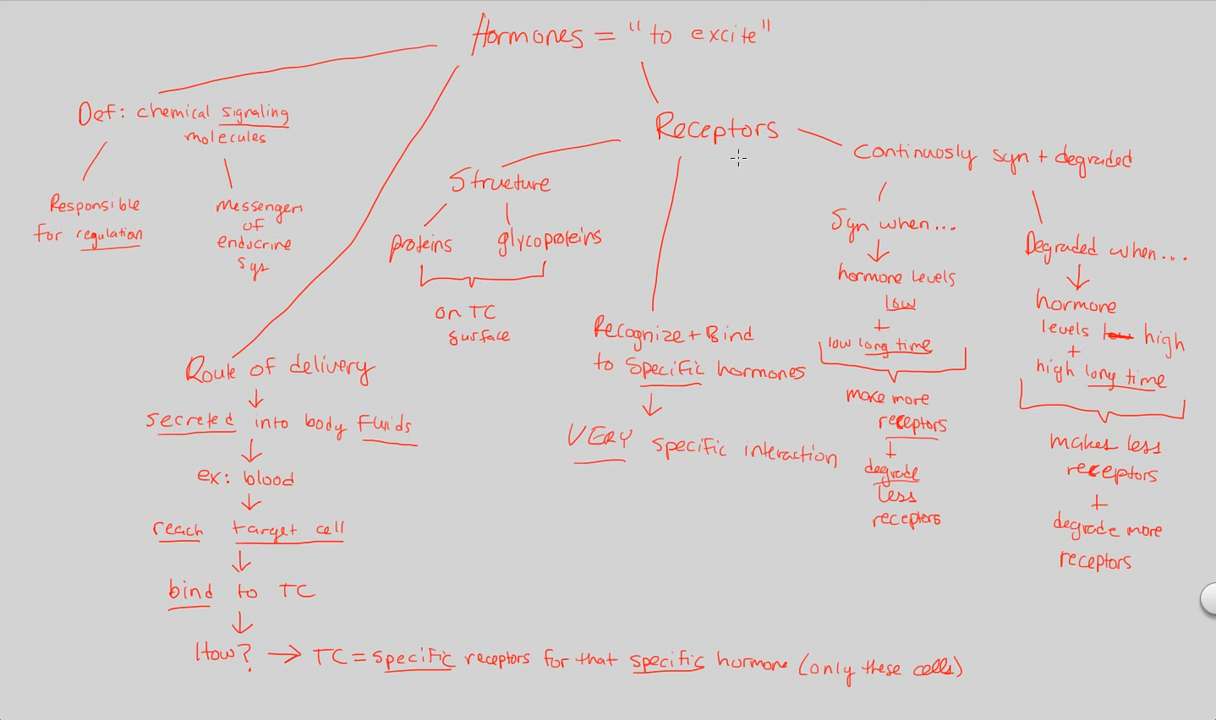 Hormones = "to excite"
Def: chemical signaling
molecules
Responsible
for regulation
Messengers
of
endocrine
sys
Route of delivery
secreted into body fluids
ex: blood
reach target cell
bind to TC
How? → TC = specific receptors for that specific hormone (only these cells)
Receptors
Structure
proteins
glycoproteins
on TC
surface
Recognize + Bind
to specific hormones
VERY specific interaction
Continuosly syn + degraded
Syn when...
hormone levels
low
+
low long time
make more
receptors
+
degrade
less
receptors
Degraded when...
hormone
levels low high
+
high long time
makes less
receptors
+
degrade more
receptors